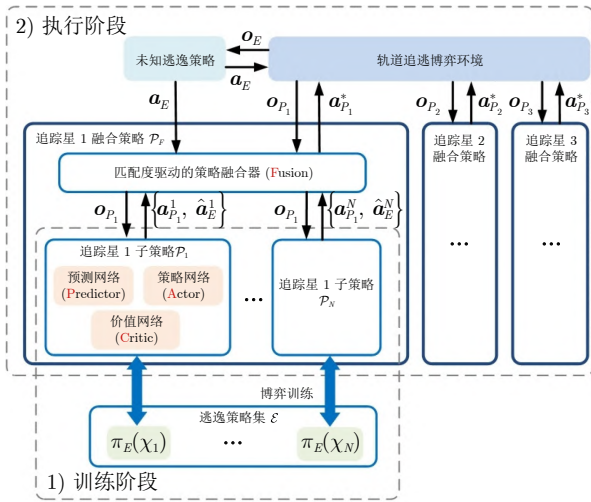 2) 执行阶段
未知逃逸策略
o_E
a_E
轨道追逃博弈环境
a_E
o_{P_1}
a^*_{P_1}
o_{P_2}
a^*_{P_2}
o_{P_3}
a^*_{P_3}
追踪星 1 融合策略 𝒫_F
匹配度驱动的策略融合器 (Fusion)
追踪星 2
融合策略
追踪星 3
融合策略
o_{P_1}
{a^1_{P_1}, â^1_E}
o_{P_1}
{a^N_{P_1}, â^N_E}
追踪星 1 子策略𝒫_1
预测网络
(Predictor)
策略网络
(Actor)
价值网络
(Critic)
...
追踪星 1 子策略
𝒫_N
...
...
博弈训练
逃逸策略集 ℰ
π_E(χ_1)
...
π_E(χ_N)
1) 训练阶段